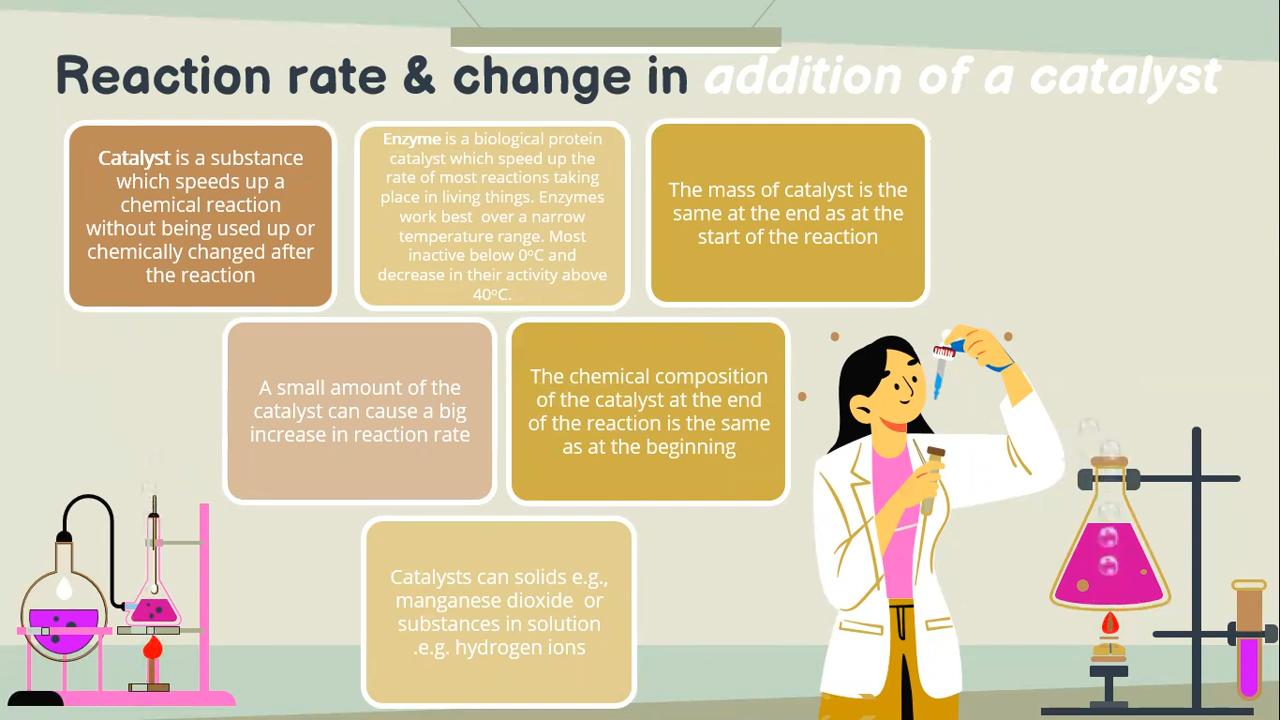 Reaction rate & change in addition of a catalyst
Catalyst is a substance
which speeds up a
chemical reaction
without being used up or
chemically changed after
the reaction
Enzyme is a biological protein
catalyst which speed up the
rate of most reactions taking
place in living things. Enzymes
work best  over a narrow
temperature range. Most
inactive below 0ºC and
decrease in their activity above
40ºC.
The mass of catalyst is the
same at the end as at the
start of the reaction
A small amount of the
catalyst can cause a big
increase in reaction rate
The chemical composition
of the catalyst at the end
of the reaction is the same
as at the beginning
Catalysts can solids e.g.,
manganese dioxide  or
substances in solution
.e.g. hydrogen ions